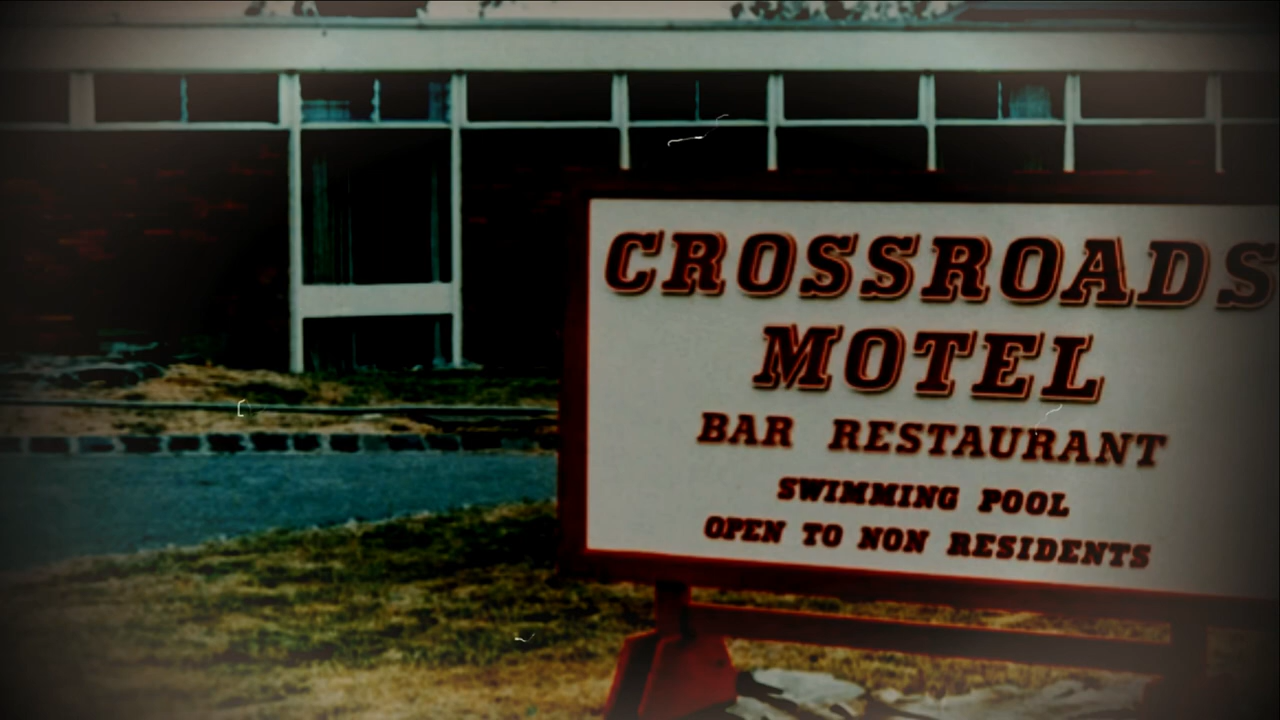 CROSSROADS
MOTEL
BAR RESTAURANT
SWIMMING POOL
OPEN TO NON RESIDENTS